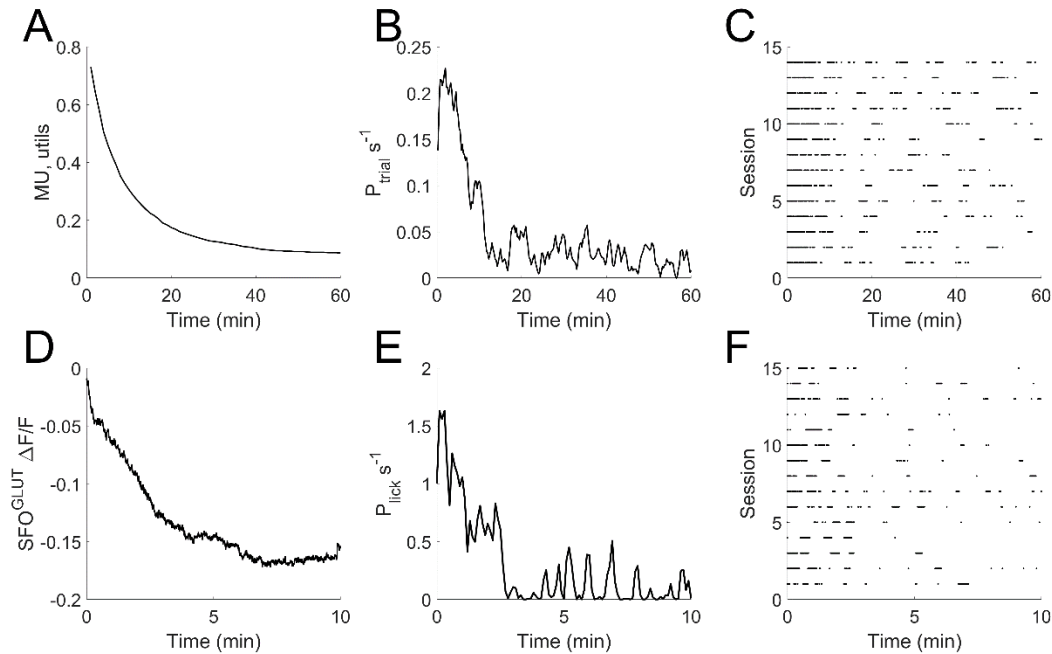 A
MU, utils
0.8
0.6
0.4
0.2
0
0 20 40 60
Time (min)
B
P_trial s^-1
0.25
0.2
0.15
0.1
0.05
0
0 20 40 60
Time (min)
C
Session
15
10
5
0
0 20 40 60
Time (min)
D
SFO^GLUT ΔF/F
0
-0.05
-0.1
-0.15
-0.2
0 5 10
Time (min)
E
P_lick s^-1
2
1.5
1
0.5
0
0 5 10
Time (min)
F
Session
15
10
5
0
0 5 10
Time (min)